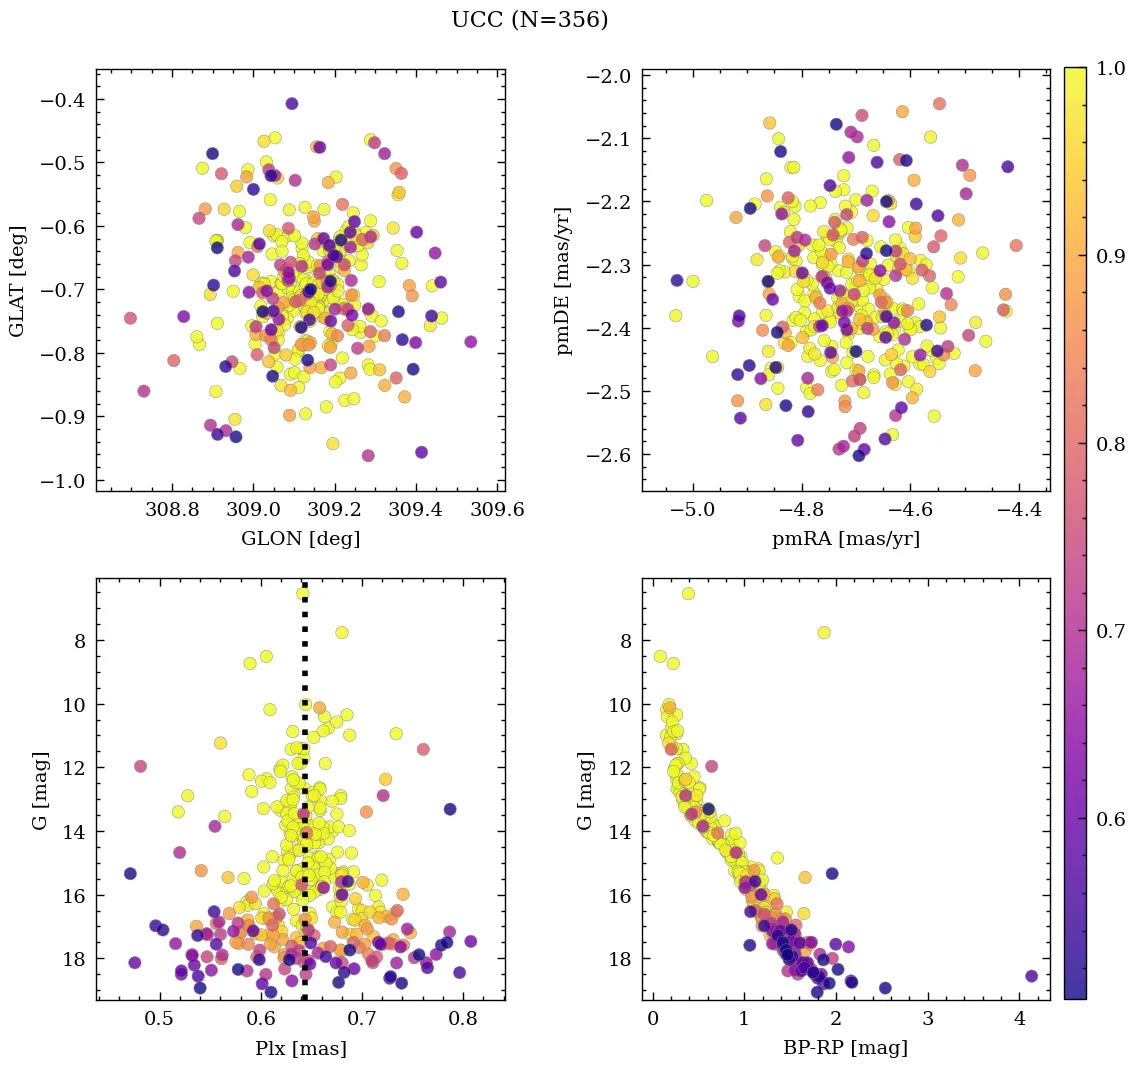 UCC (N=356)
−0.4
−0.5
−0.6
−0.7
−0.8
−0.9
−1.0
GLAT [deg]
308.8 309.0 309.2 309.4 309.6
GLON [deg]
−2.0
−2.1
−2.2
−2.3
−2.4
−2.5
−2.6
pmDE [mas/yr]
−5.0 −4.8 −4.6 −4.4
pmRA [mas/yr]
8
10
12
14
16
18
G [mag]
0.5 0.6 0.7 0.8
Plx [mas]
8
10
12
14
16
18
G [mag]
0 1 2 3 4
BP-RP [mag]
1.0
0.9
0.8
0.7
0.6